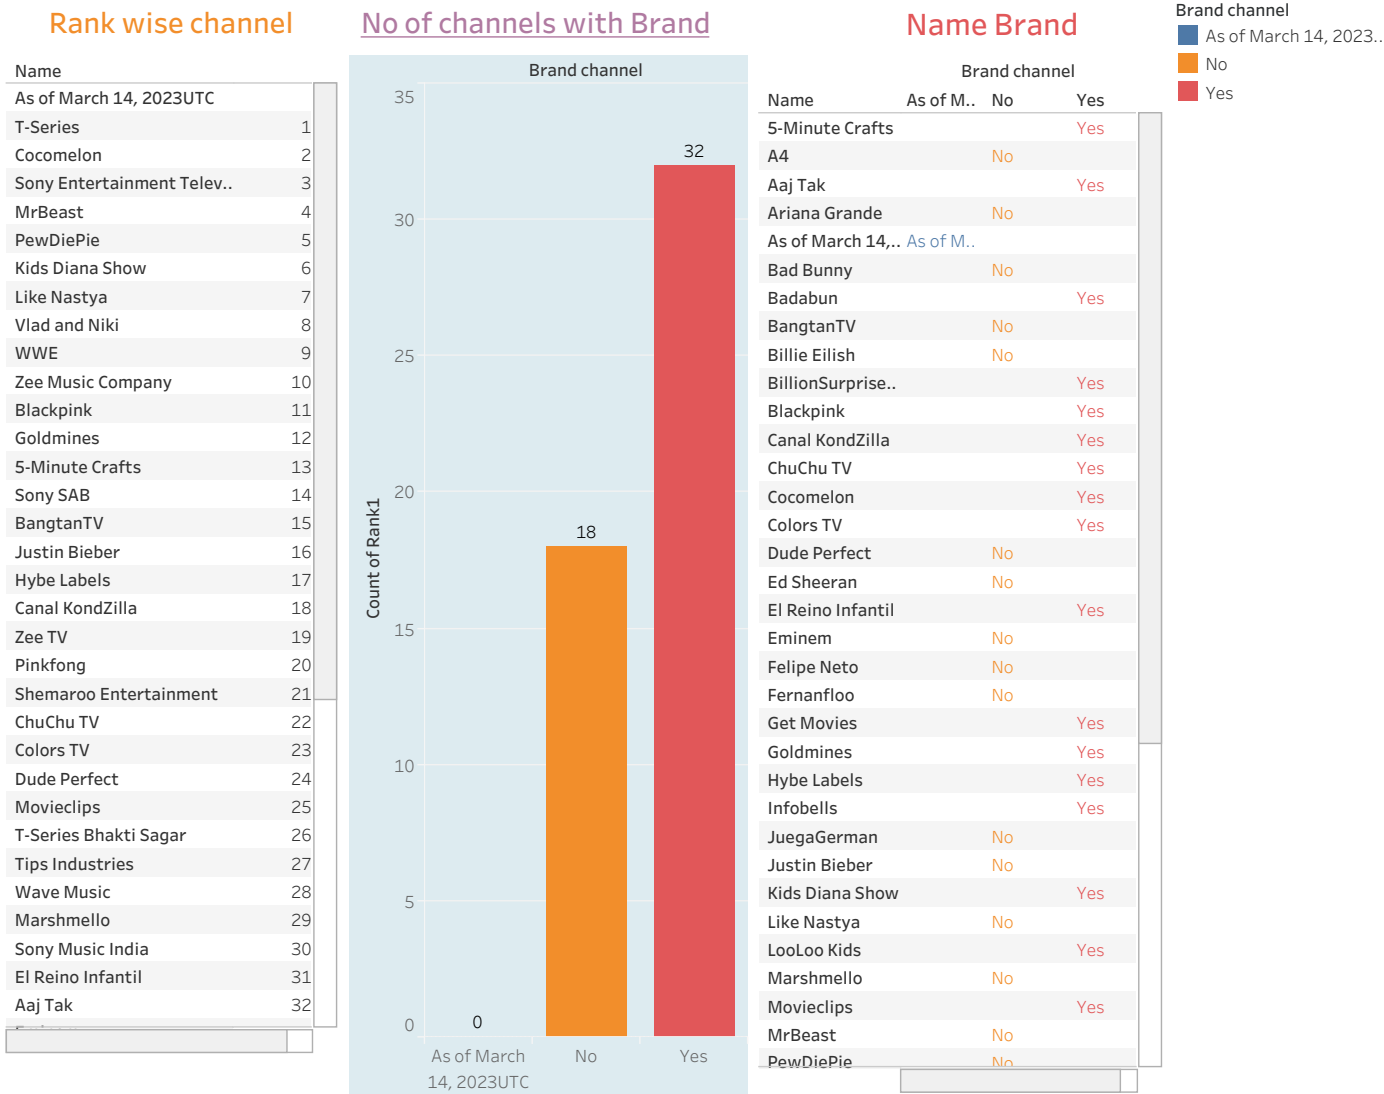 Rank wise channel
Name
As of March 14, 2023UTC
T-Series 1
Cocomelon 2
Sony Entertainment Telev.. 3
MrBeast 4
PewDiePie 5
Kids Diana Show 6
Like Nastya 7
Vlad and Niki 8
WWE 9
Zee Music Company 10
Blackpink 11
Goldmines 12
5-Minute Crafts 13
Sony SAB 14
BangtanTV 15
Justin Bieber 16
Hybe Labels 17
Canal KondZilla 18
Zee TV 19
Pinkfong 20
Shemaroo Entertainment 21
ChuChu TV 22
Colors TV 23
Dude Perfect 24
Movieclips 25
T-Series Bhakti Sagar 26
Tips Industries 27
Wave Music 28
Marshmello 29
Sony Music India 30
El Reino Infantil 31
Aaj Tak 32
No of channels with Brand
Brand channel
Count of Rank1
35
30
25
20
15
10
5
0
0
18
32
As of March
14, 2023UTC
No
Yes
Name Brand
Brand channel
Name As of M.. No Yes
5-Minute Crafts Yes
A4 No
Aaj Tak Yes
Ariana Grande No
As of March 14,.. As of M..
Bad Bunny No
Badabun Yes
BangtanTV No
Billie Eilish No
BillionSurprise.. Yes
Blackpink Yes
Canal KondZilla Yes
ChuChu TV Yes
Cocomelon Yes
Colors TV Yes
Dude Perfect No
Ed Sheeran No
El Reino Infantil Yes
Eminem No
Felipe Neto No
Fernanfloo No
Get Movies Yes
Goldmines Yes
Hybe Labels Yes
Infobells Yes
JuegaGerman No
Justin Bieber No
Kids Diana Show Yes
Like Nastya No
LooLoo Kids Yes
Marshmello No
Movieclips Yes
MrBeast No
PewDiePie No
Brand channel
As of March 14, 2023..
No
Yes